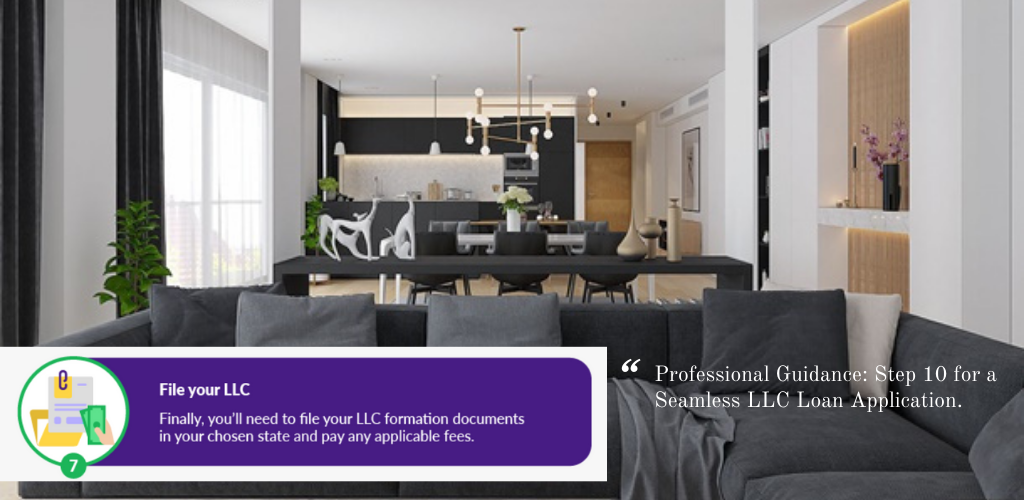 File your LLC
Finally, you'll need to file your LLC formation documents
in your chosen state and pay any applicable fees.
7
“ Professional Guidance: Step 10 for a
Seamless LLC Loan Application.